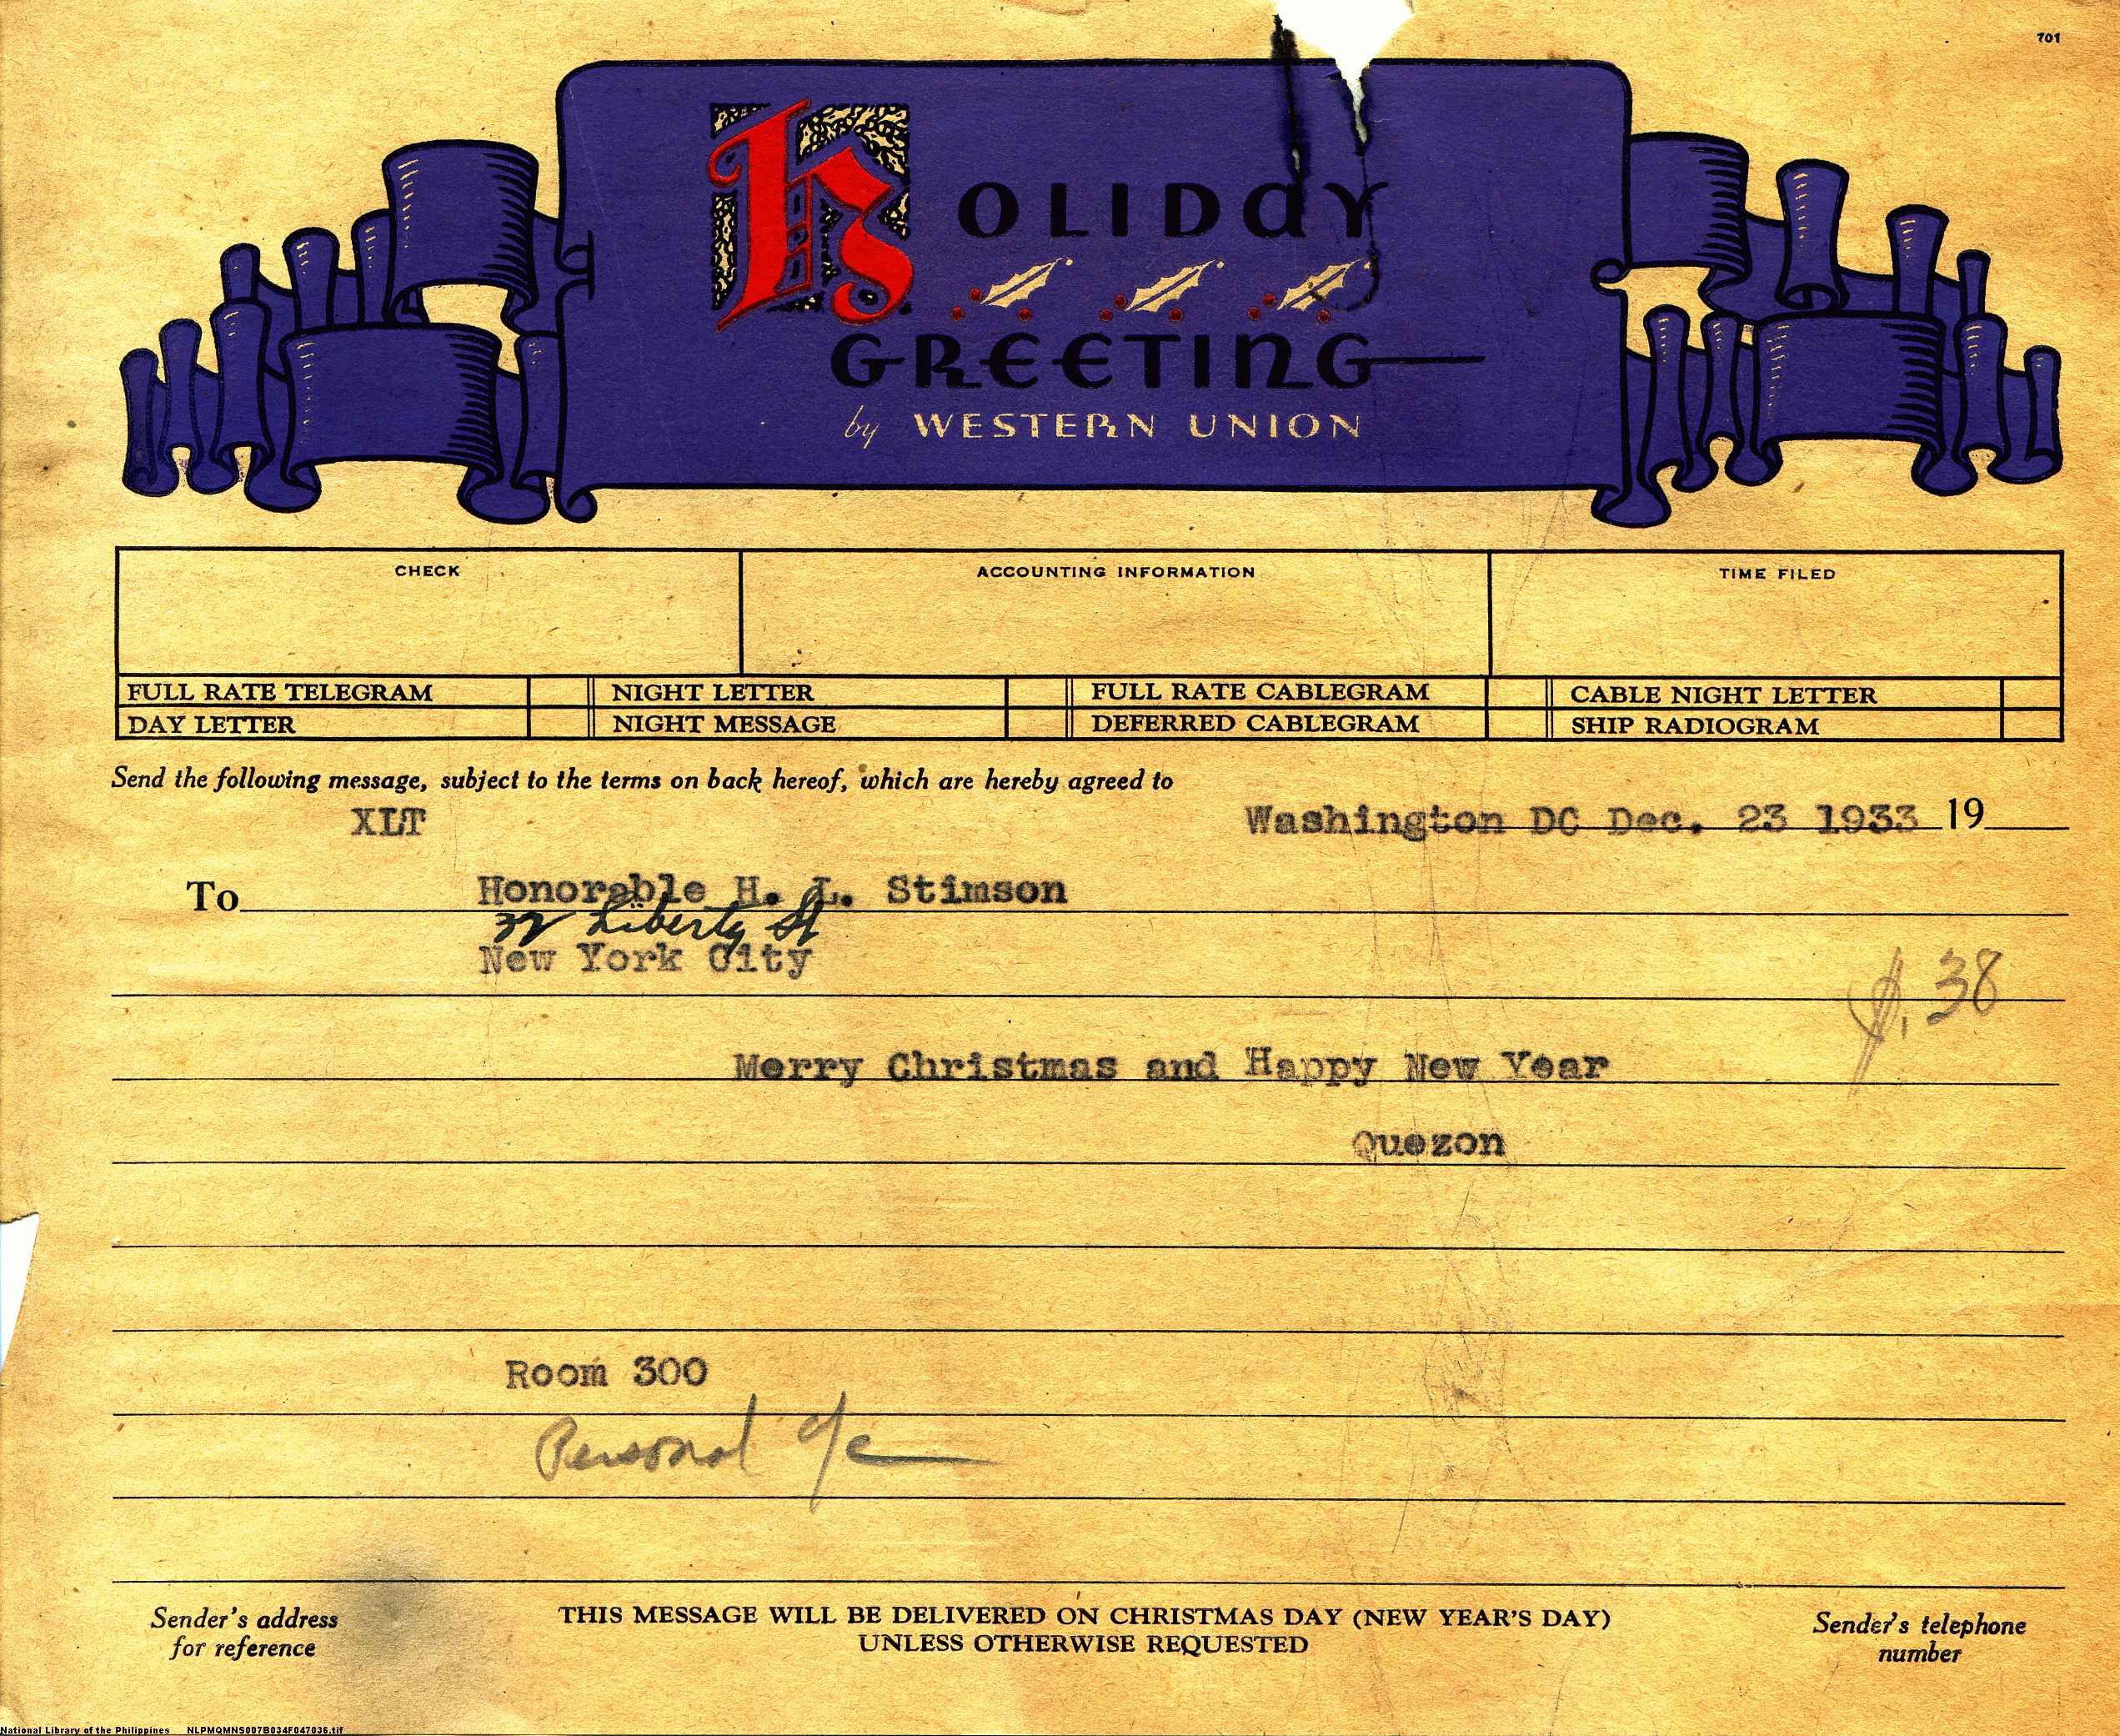 701
HOLIDAY
GREETING
by WESTERN UNION
CHECK
ACCOUNTING INFORMATION
TIME FILED
FULL RATE TELEGRAM
NIGHT LETTER
FULL RATE CABLEGRAM
CABLE NIGHT LETTER
DAY LETTER
NIGHT MESSAGE
DEFERRED CABLEGRAM
SHIP RADIOGRAM
Send the following message, subject to the terms on back hereof, which are hereby agreed to
XLT
Washington DC Dec. 23 1933 19
To Honorable H. L. Stimson
32 Liberty St
New York City
$.38
Merry Christmas and Happy New Year
Quezon
Room 300
Personal a/c
Sender's address
for reference
THIS MESSAGE WILL BE DELIVERED ON CHRISTMAS DAY (NEW YEAR'S DAY)
UNLESS OTHERWISE REQUESTED
Sender's telephone
number
National Library of the Philippines NLPMQMNS007B034F047036.tif